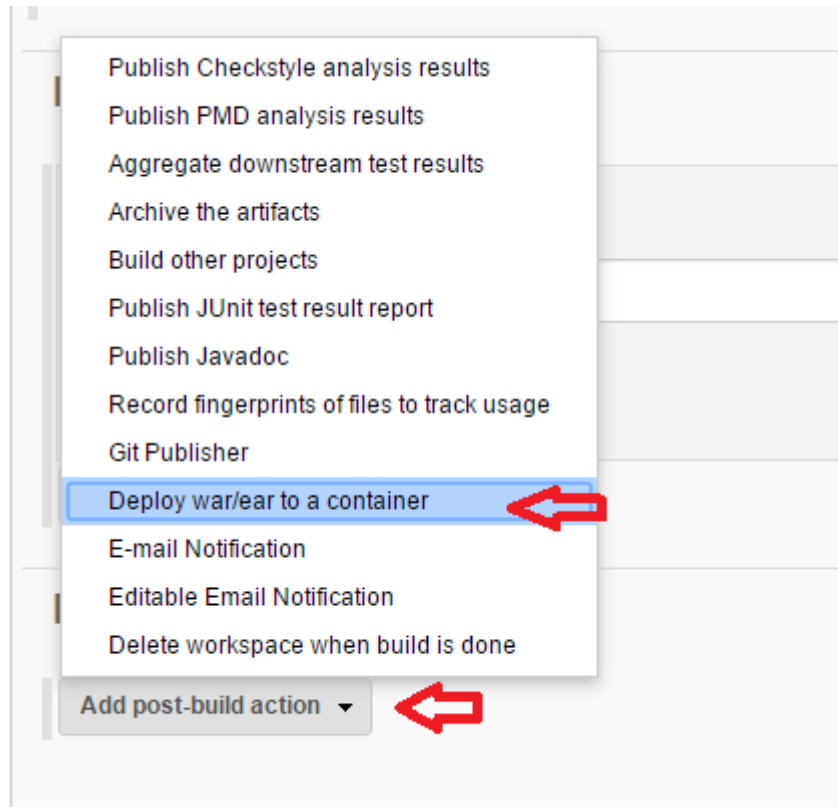 Publish Checkstyle analysis results
Publish PMD analysis results
Aggregate downstream test results
Archive the artifacts
Build other projects
Publish JUnit test result report
Publish Javadoc
Record fingerprints of files to track usage
Git Publisher
Deploy war/ear to a container
E-mail Notification
Editable Email Notification
Delete workspace when build is done
Add post-build action